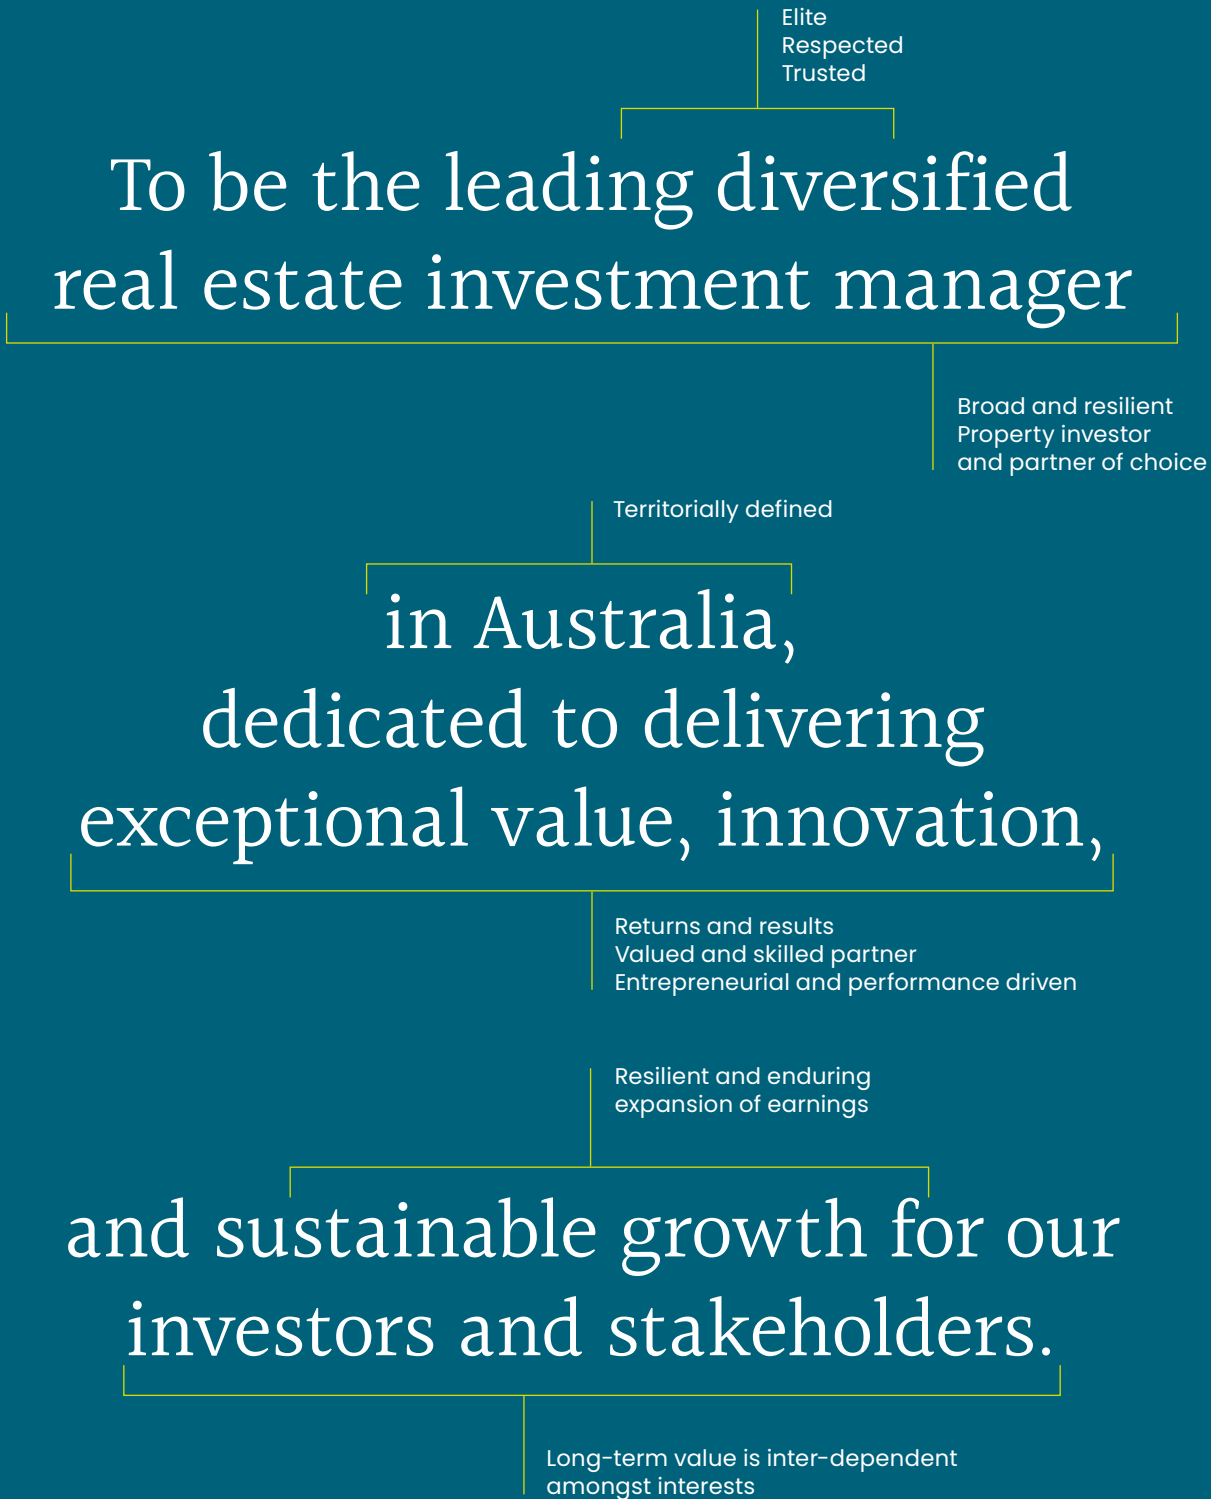 Elite
Respected
Trusted
To be the leading diversified
real estate investment manager
Broad and resilient
Property investor
and partner of choice
Territorially defined
in Australia,
dedicated to delivering
exceptional value, innovation,
Returns and results
Valued and skilled partner
Entrepreneurial and performance driven
Resilient and enduring
expansion of earnings
and sustainable growth for our
investors and stakeholders.
Long-term value is inter-dependent
amongst interests